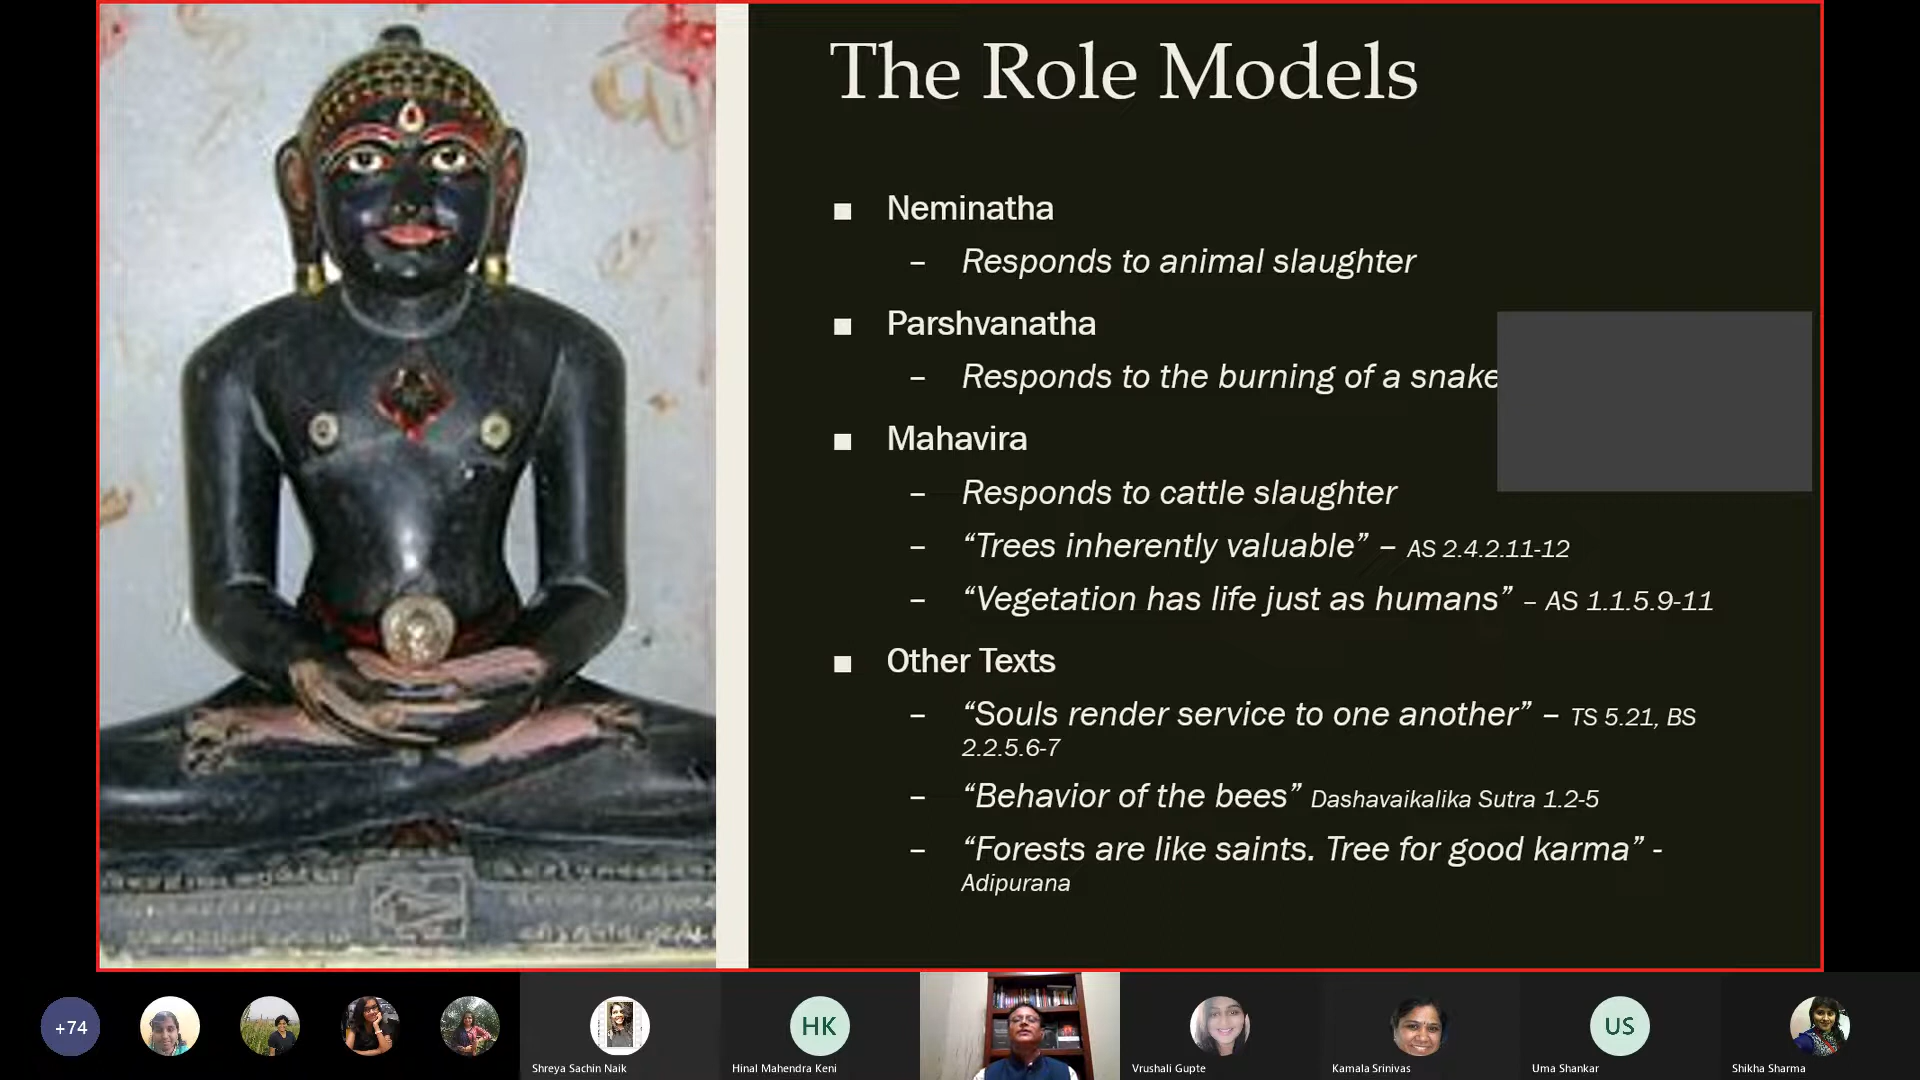 The Role Models
Neminatha
– Responds to animal slaughter
Parshvanatha
– Responds to the burning of a snake
Mahavira
– Responds to cattle slaughter
– “Trees inherently valuable” – AS 2.4.2.11-12
– “Vegetation has life just as humans” – AS 1.1.5.9-11
Other Texts
– “Souls render service to one another” – TS 5.21, BS
2.2.5.6-7
– “Behavior of the bees” Dashavaikalika Sutra 1.2-5
– “Forests are like saints. Tree for good karma” -
Adipurana
+74
HK
US
Shreya Sachin Naik
Hinal Mahendra Keni
Vrushali Gupte
Kamala Srinivas
Uma Shankar
Shikha Sharma